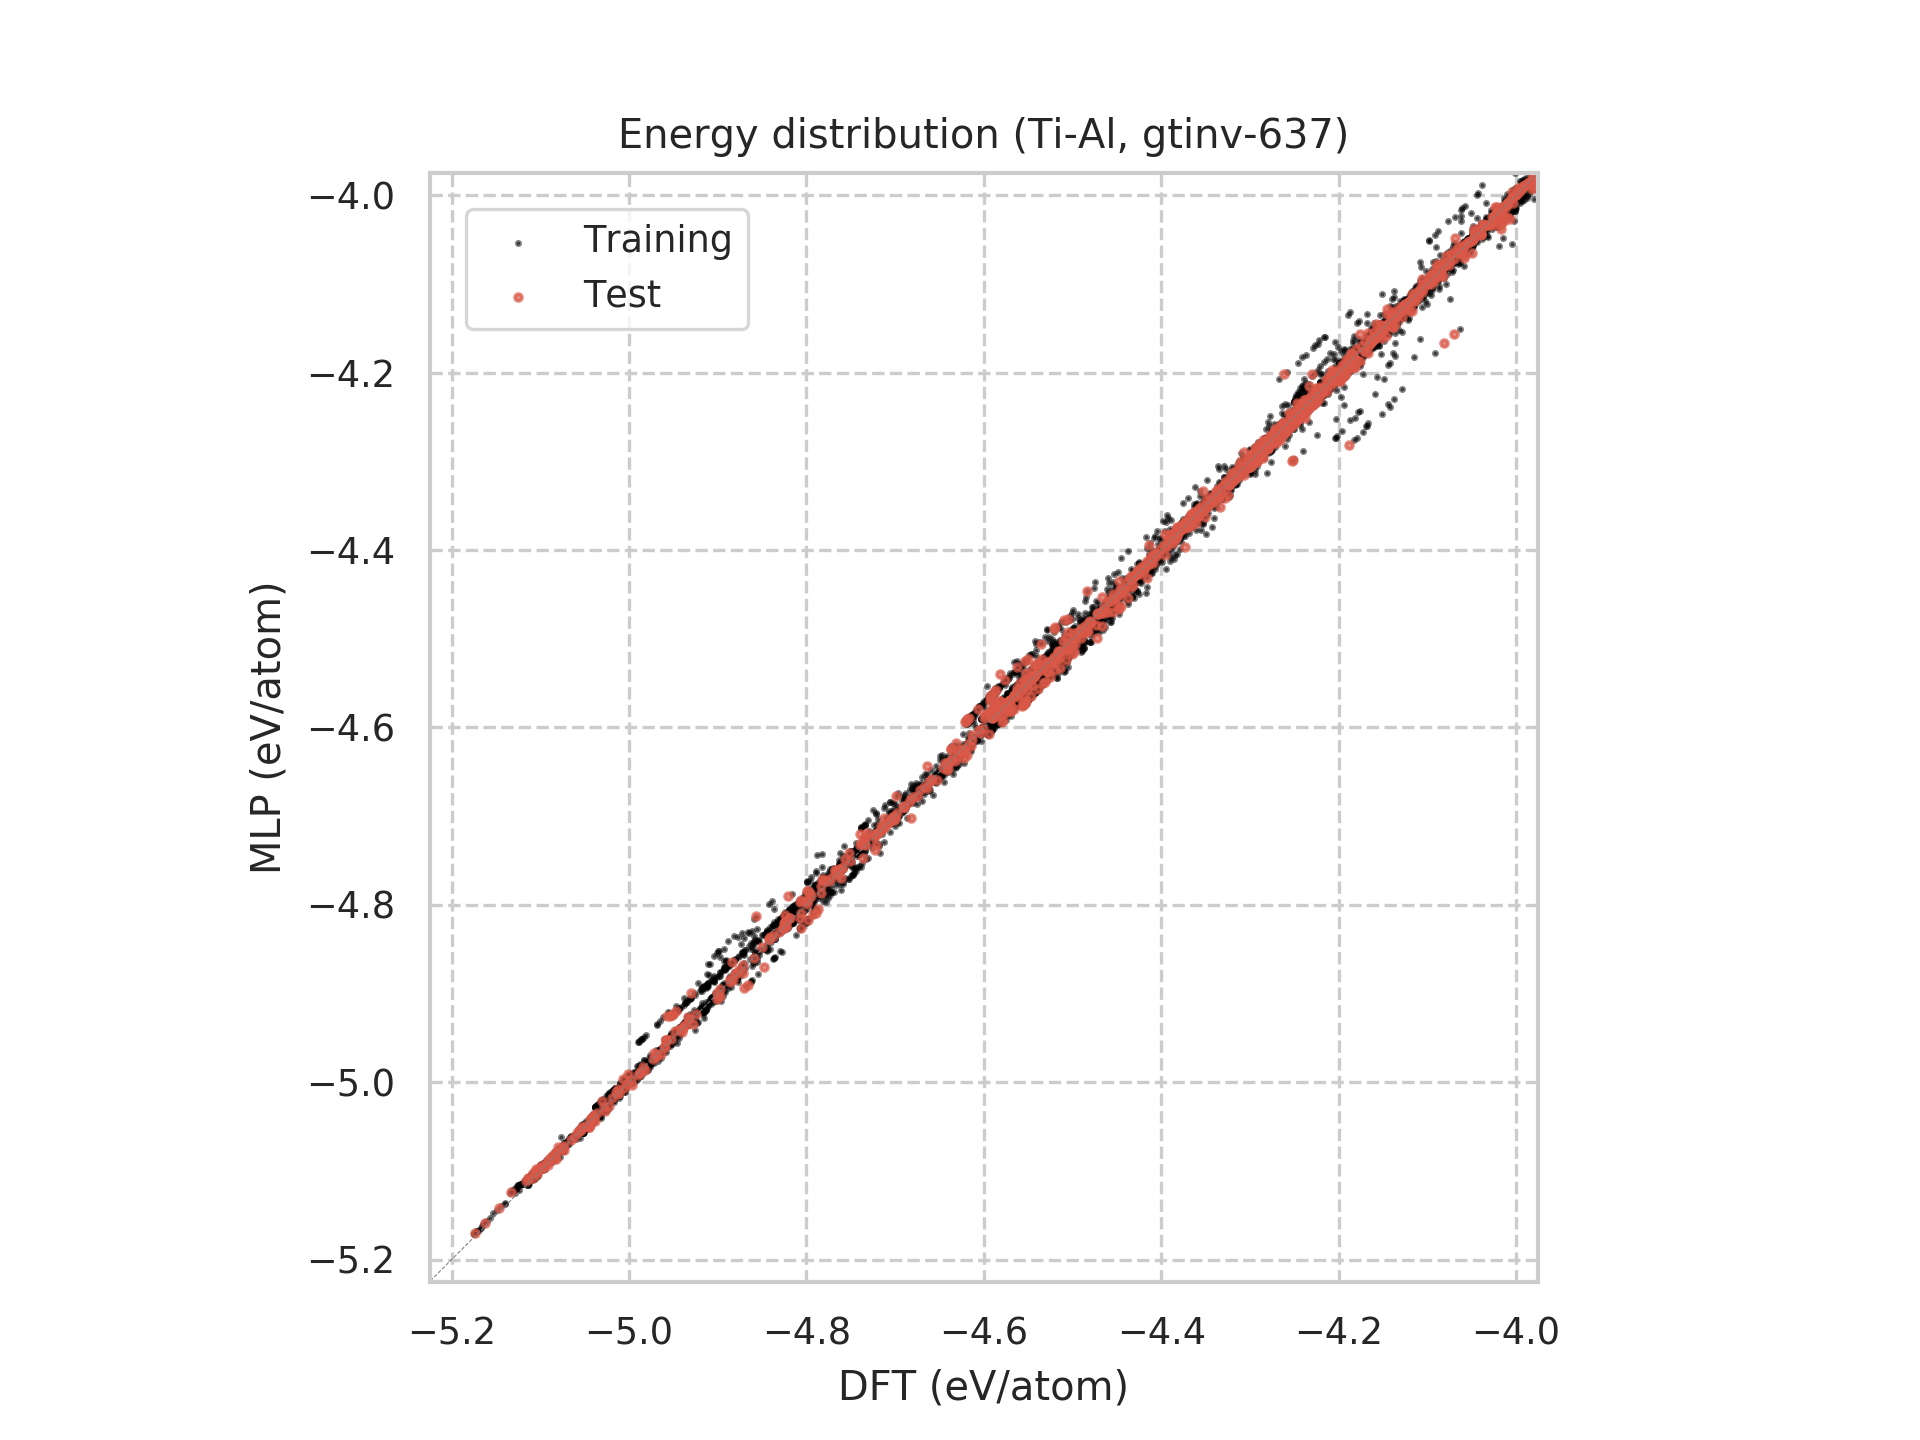 Energy distribution (Ti-Al, gtinv-637)
Training
Test
MLP (eV/atom)
−4.0
−4.2
−4.4
−4.6
−4.8
−5.0
−5.2
−5.2 −5.0 −4.8 −4.6 −4.4 −4.2 −4.0
DFT (eV/atom)